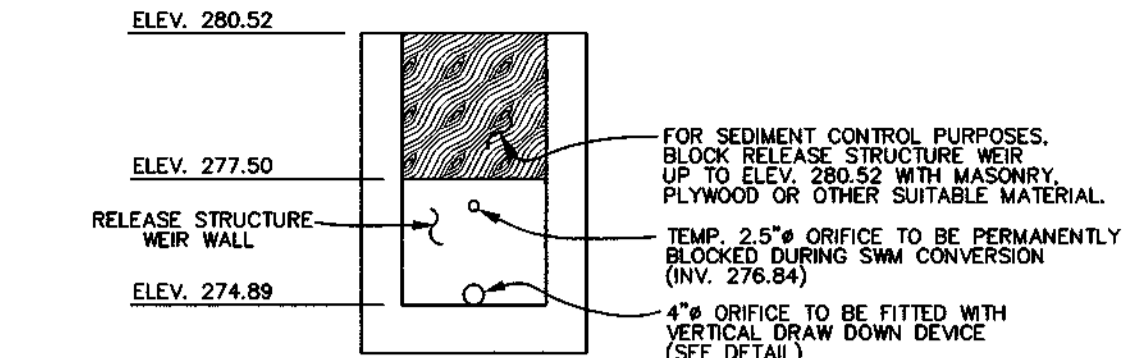 ELEV. 280.52
FOR SEDIMENT CONTROL PURPOSES,
BLOCK RELEASE STRUCTURE WEIR
UP TO ELEV. 280.52 WITH MASONRY,
PLYWOOD OR OTHER SUITABLE MATERIAL.
ELEV. 277.50
RELEASE STRUCTURE
WEIR WALL
TEMP. 2.5"ø ORIFICE TO BE PERMANENTLY
BLOCKED DURING SWM CONVERSION
(INV. 276.84)
ELEV. 274.89
4"ø ORIFICE TO BE FITTED WITH
VERTICAL DRAW DOWN DEVICE
(SEE DETAIL)